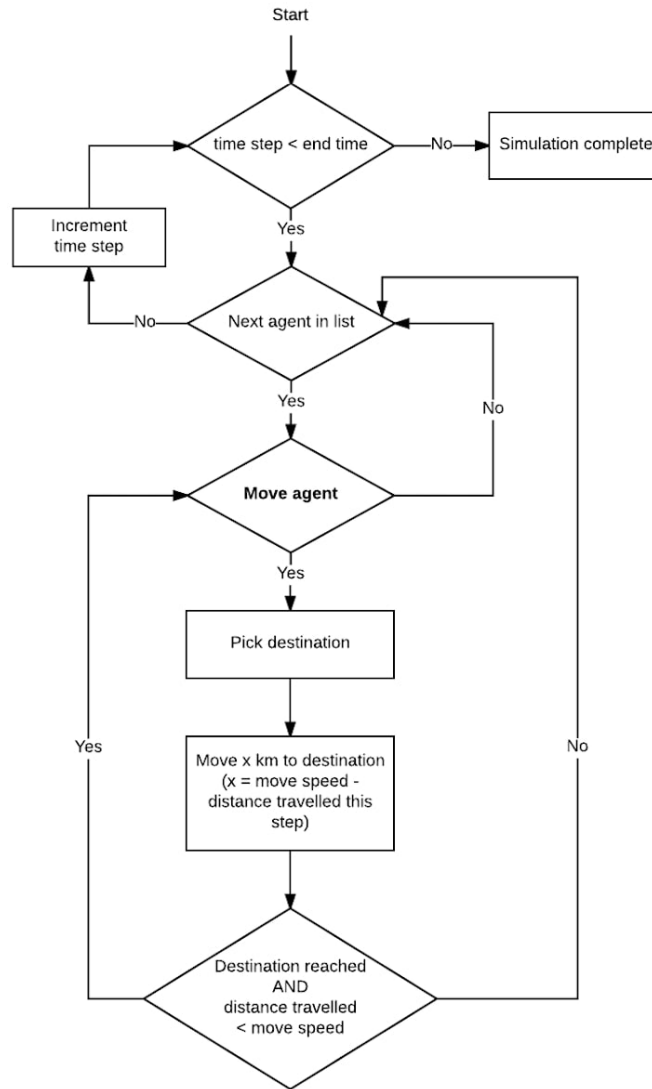 Start
time step < end time
No
Simulation complete
Increment
time step
Yes
Next agent in list
No
Yes
No
Move agent
Yes
Pick destination
Yes
No
Move x km to destination
(x = move speed -
distance travelled this
step)
Destination reached
AND
distance travelled
< move speed